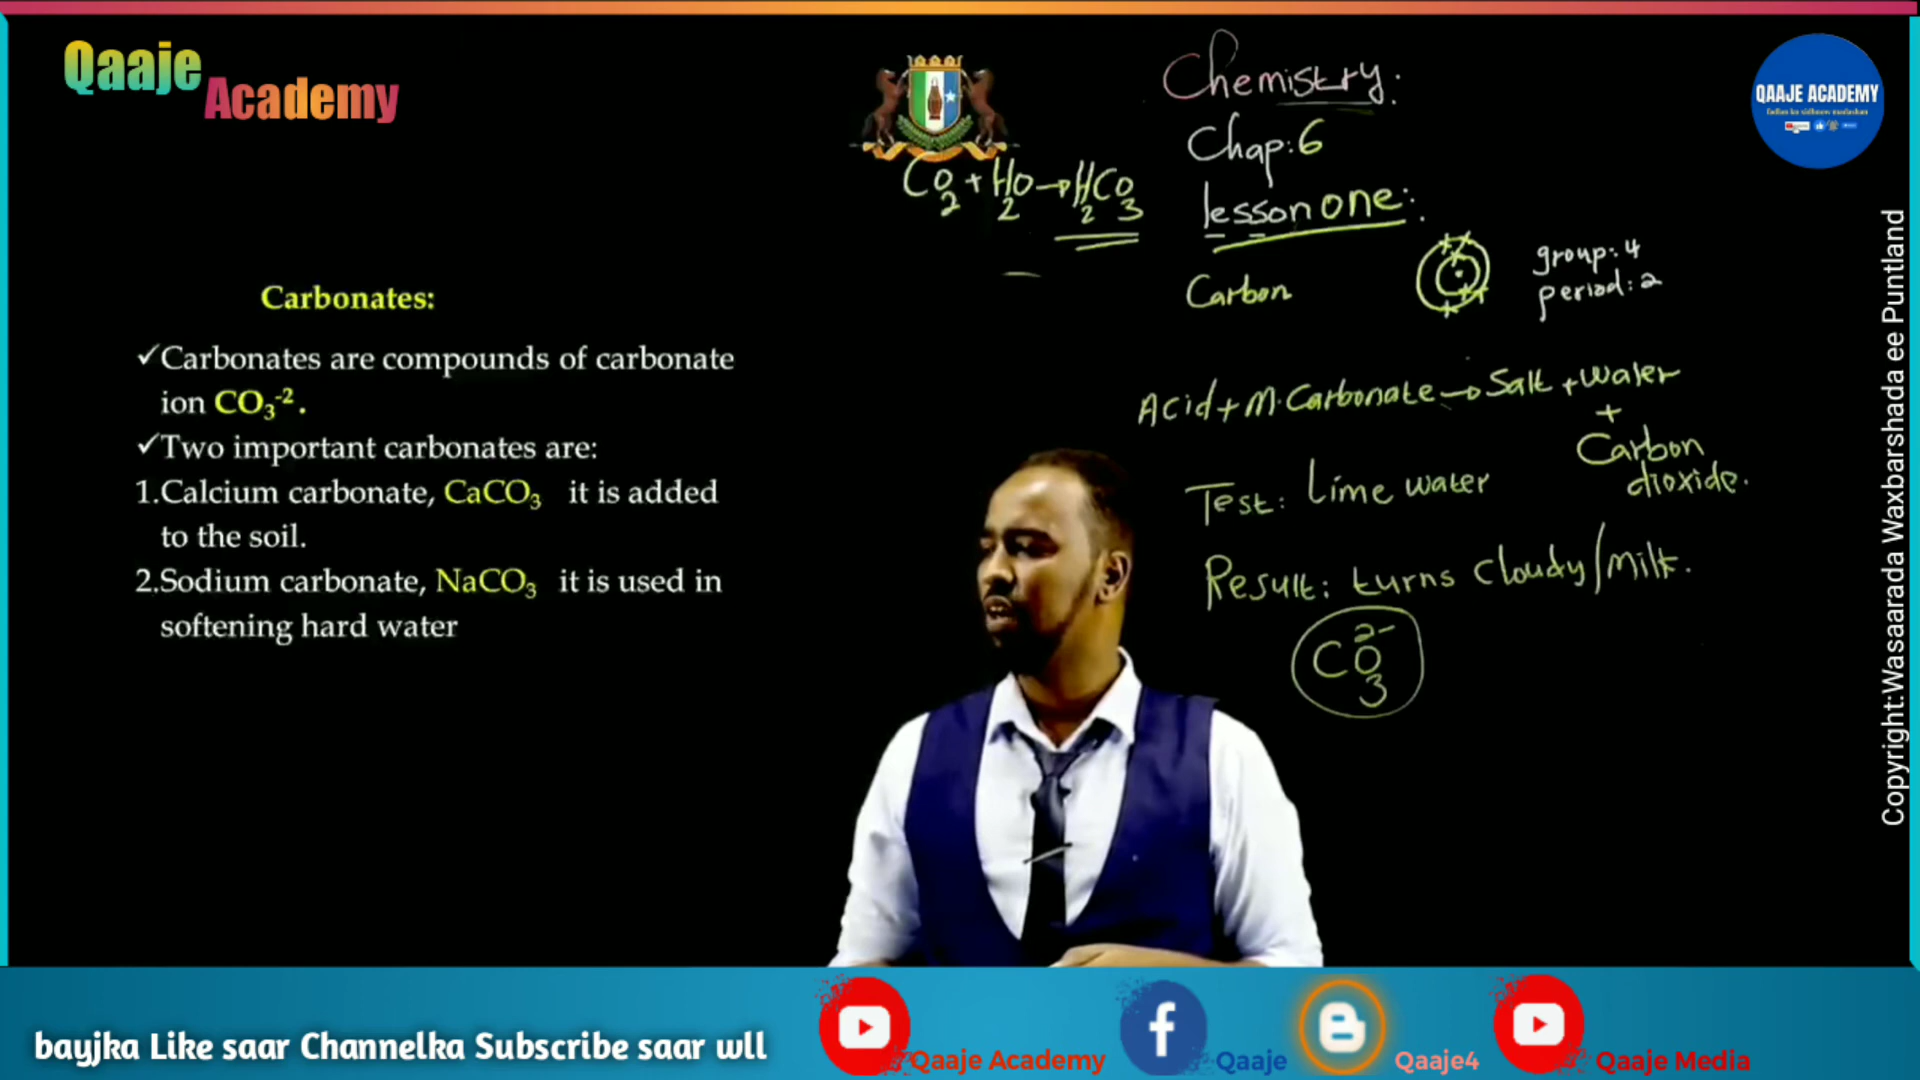 Qaaje
Academy
Carbonates:
✓Carbonates are compounds of carbonate
ion CO₃⁻².
✓Two important carbonates are:
1.Calcium carbonate, CaCO₃ it is added
to the soil.
2.Sodium carbonate, NaCO₃ it is used in
softening hard water
CO₂ + H₂O → H₂CO₃
Chemistry:
Chap:6
lesson one:
Carbon
group: 4
period: 2
Acid + M. Carbonate → Salt + Water
+
Carbon
dioxide.
Test: Lime water
Result: turns cloudy/milk.
CO₃²⁻
QAAJE ACADEMY
Copyright:Wasaarada Waxbarshada ee Puntland
bayjka Like saar Channelka Subscribe saar wll
Qaaje Academy
Qaaje
Qaaje4
Qaaje Media